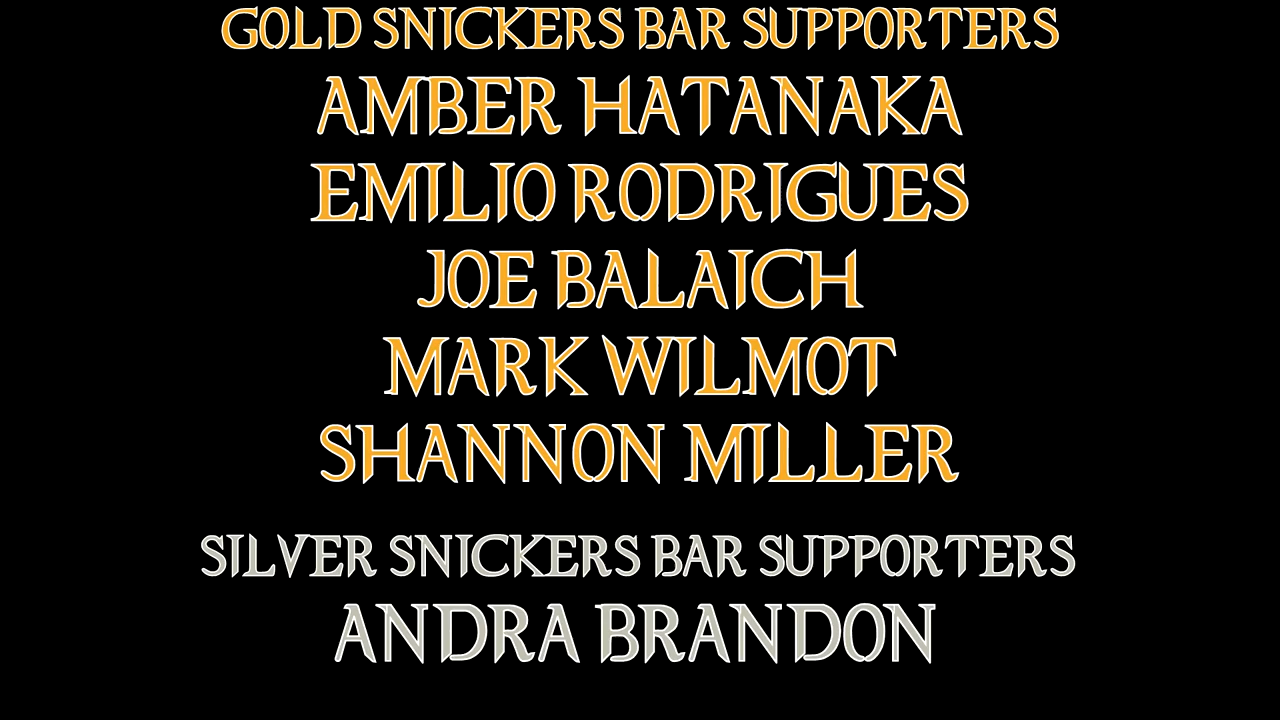 GOLD SNICKERS BAR SUPPORTERS
AMBER HATANAKA
EMILIO RODRIGUES
JOE BALAICH
MARK WILMOT
SHANNON MILLER
SILVER SNICKERS BAR SUPPORTERS
ANDRA BRANDON